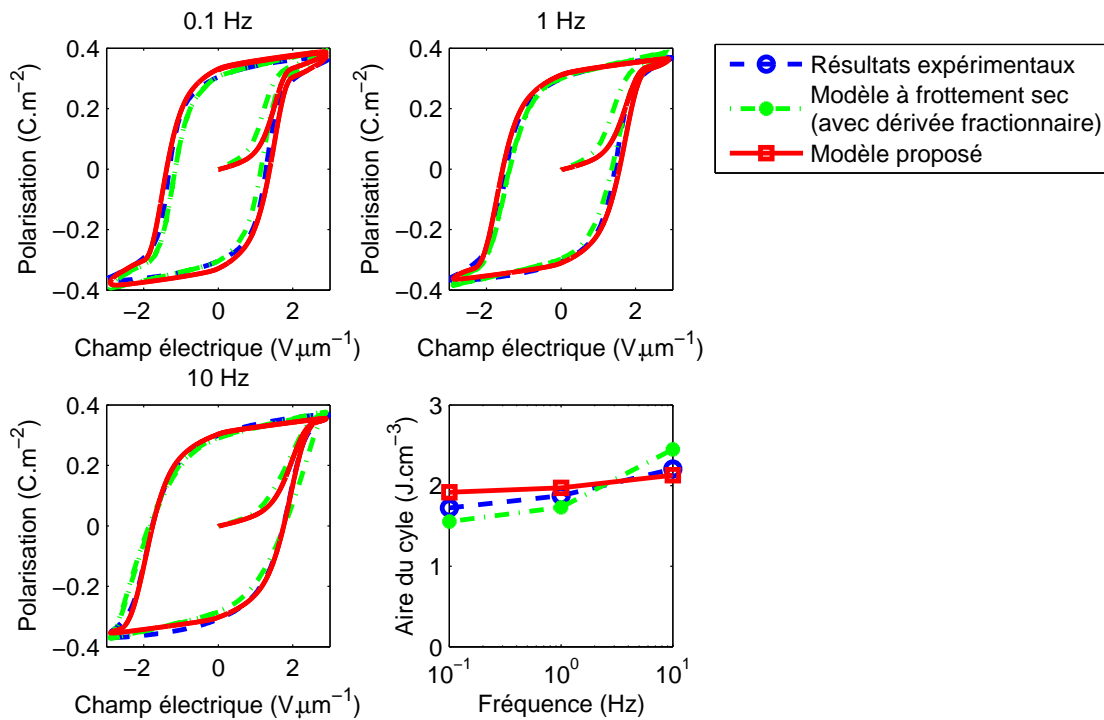 0.1 Hz
0.4
0.2
0
−0.2
−0.4
−2
0
2
Polarisation (C.m−2)
Champ électrique (V.µm−1)
1 Hz
0.4
0.2
0
−0.2
−0.4
−2
0
2
Polarisation (C.m−2)
Champ électrique (V.µm−1)
Résultats expérimentaux
Modèle à frottement sec
(avec dérivée fractionnaire)
Modèle proposé
10 Hz
0.4
0.2
0
−0.2
−0.4
−2
0
2
Polarisation (C.m−2)
Champ électrique (V.µm−1)
3
2
1
0
10−1
100
101
Aire du cyle (J.cm−3)
Fréquence (Hz)